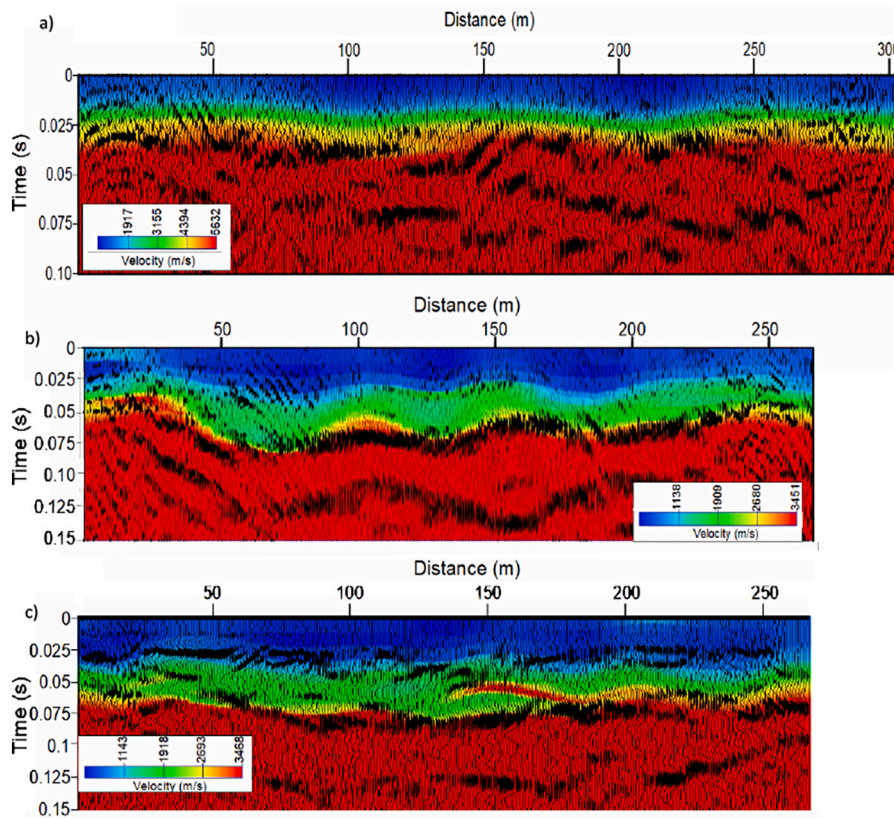 a)
Distance (m)
50 100 150 200 250 300
Time (s)
0
0.025
0.05
0.075
0.10
1917 3155 4394 5632
Velocity (m/s)
b)
Distance (m)
50 100 150 200 250
Time (s)
0
0.025
0.05
0.075
0.10
0.125
0.15
1138 1909 2680 3451
Velocity (m/s)
c)
Distance (m)
50 100 150 200 250
Time (s)
0
0.025
0.05
0.075
0.1
0.125
0.15
1143 1918 2693 3468
Velocity (m/s)